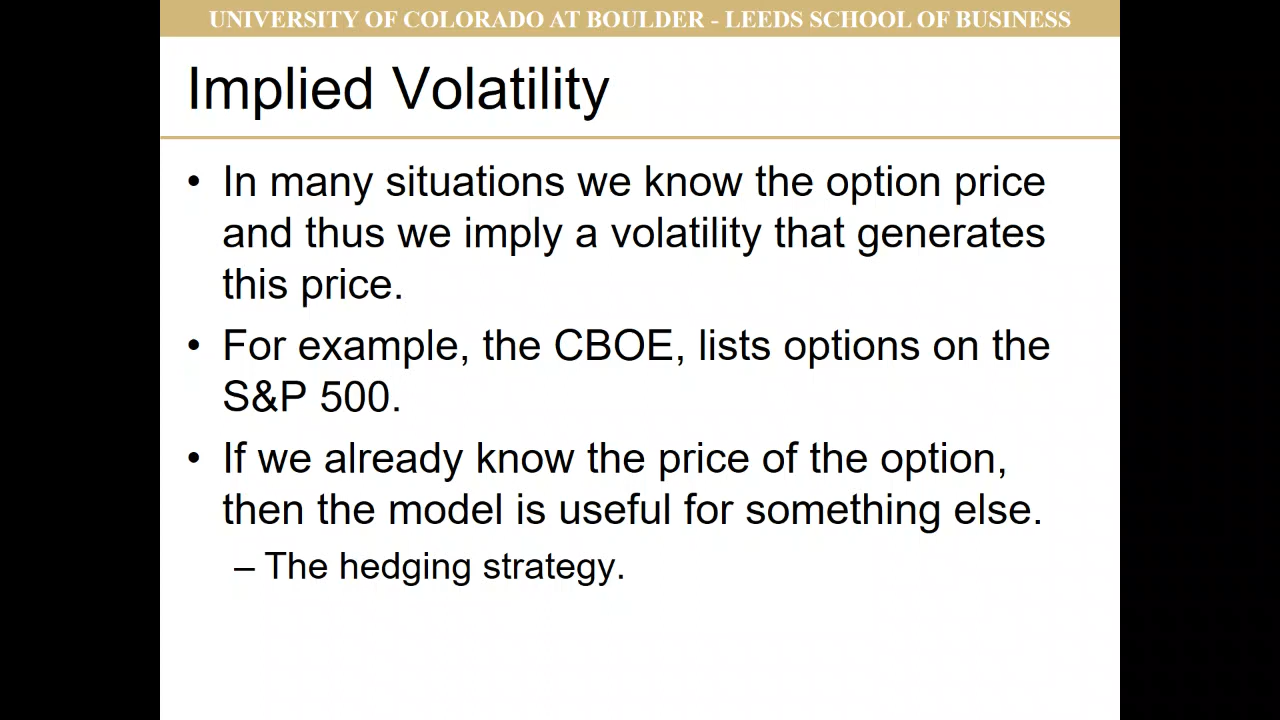 UNIVERSITY OF COLORADO AT BOULDER - LEEDS SCHOOL OF BUSINESS
Implied Volatility
• In many situations we know the option price
and thus we imply a volatility that generates
this price.
• For example, the CBOE, lists options on the
S&P 500.
• If we already know the price of the option,
then the model is useful for something else.
– The hedging strategy.